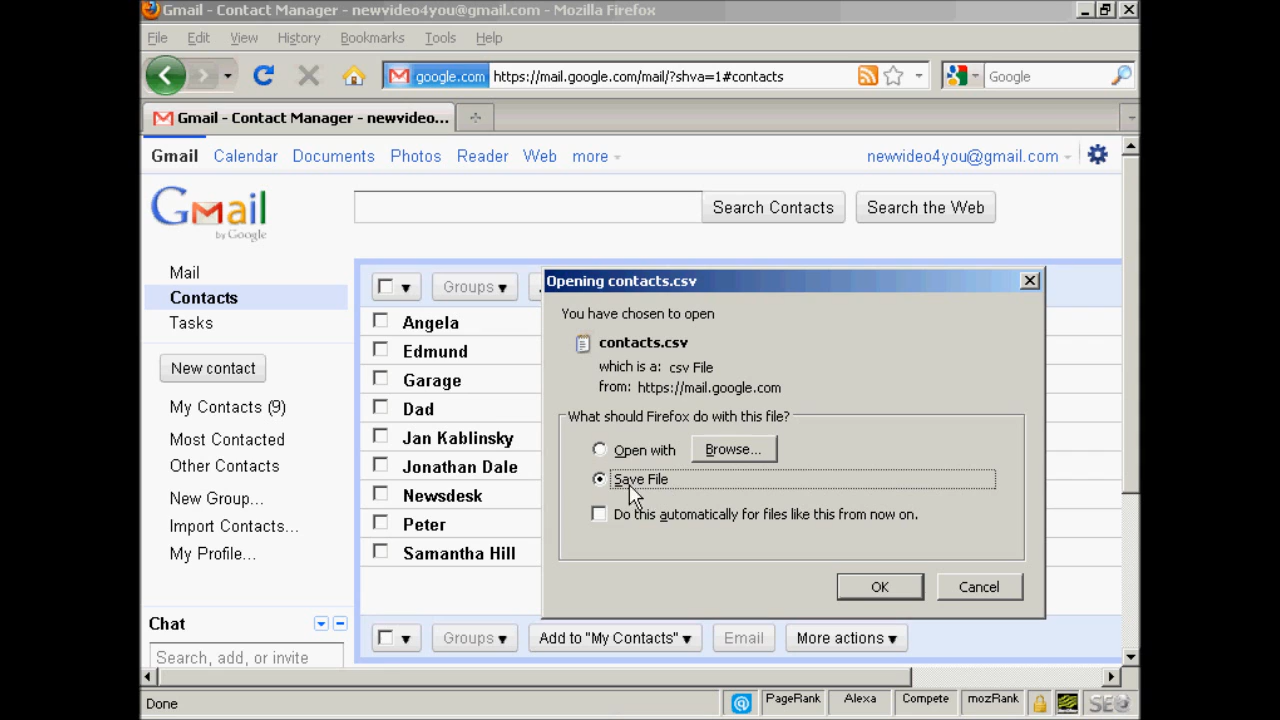 Gmail - Contact Manager - newvideo4you@gmail.com - Mozilla Firefox
File Edit View History Bookmarks Tools Help
google.com https://mail.google.com/mail/?shva=1#contacts Google
Gmail - Contact Manager - newvideo...
Gmail Calendar Documents Photos Reader Web more newvideo4you@gmail.com
Gmail
by Google
Search Contacts Search the Web
Mail
Contacts
Tasks
New contact
My Contacts (9)
Most Contacted
Other Contacts
New Group...
Import Contacts...
My Profile...
Chat
Search, add, or invite
Groups
Angela
Edmund
Garage
Dad
Jan Kablinsky
Jonathan Dale
Newsdesk
Peter
Samantha Hill
Opening contacts.csv
You have chosen to open
contacts.csv
which is a: csv File
from: https://mail.google.com
What should Firefox do with this file?
Open with Browse...
Save File
Do this automatically for files like this from now on.
OK Cancel
Groups Add to "My Contacts" Email More actions
Done PageRank Alexa Compete mozRank SEO